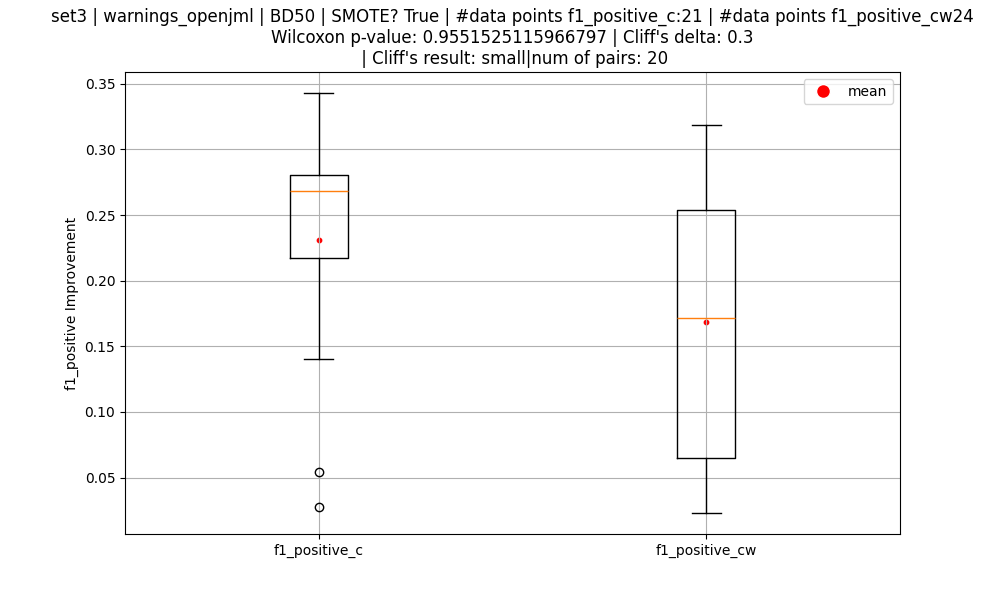 set3 | warnings_openjml | BD50 | SMOTE? True | #data points f1_positive_c:21 | #data points f1_positive_cw24
Wilcoxon p-value: 0.9551525115966797 | Cliff's delta: 0.3
| Cliff's result: small|num of pairs: 20
mean
f1_positive Improvement
0.35
0.30
0.25
0.20
0.15
0.10
0.05
f1_positive_c
f1_positive_cw